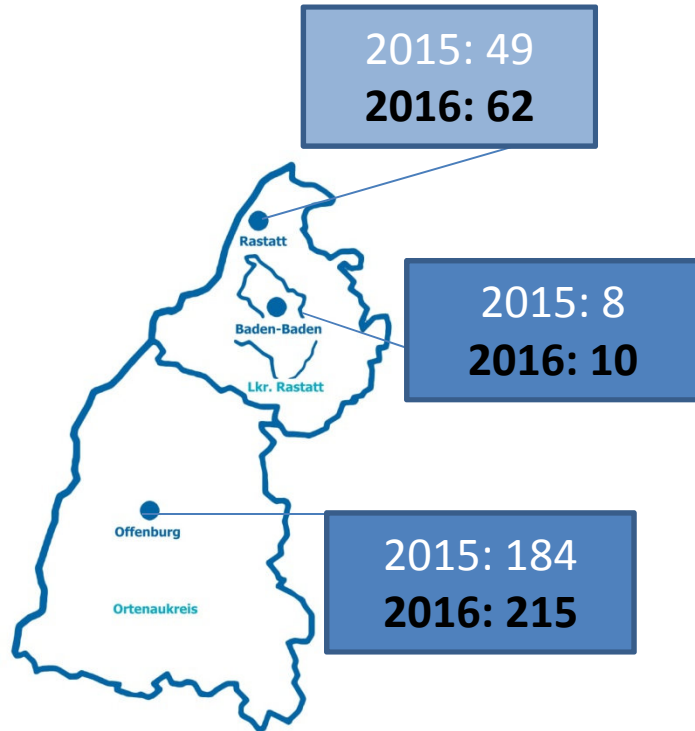 2015: 49
2016: 62
Rastatt
2015: 8
2016: 10
Baden-Baden
Lkr. Rastatt
Offenburg
2015: 184
2016: 215
Ortenaukreis